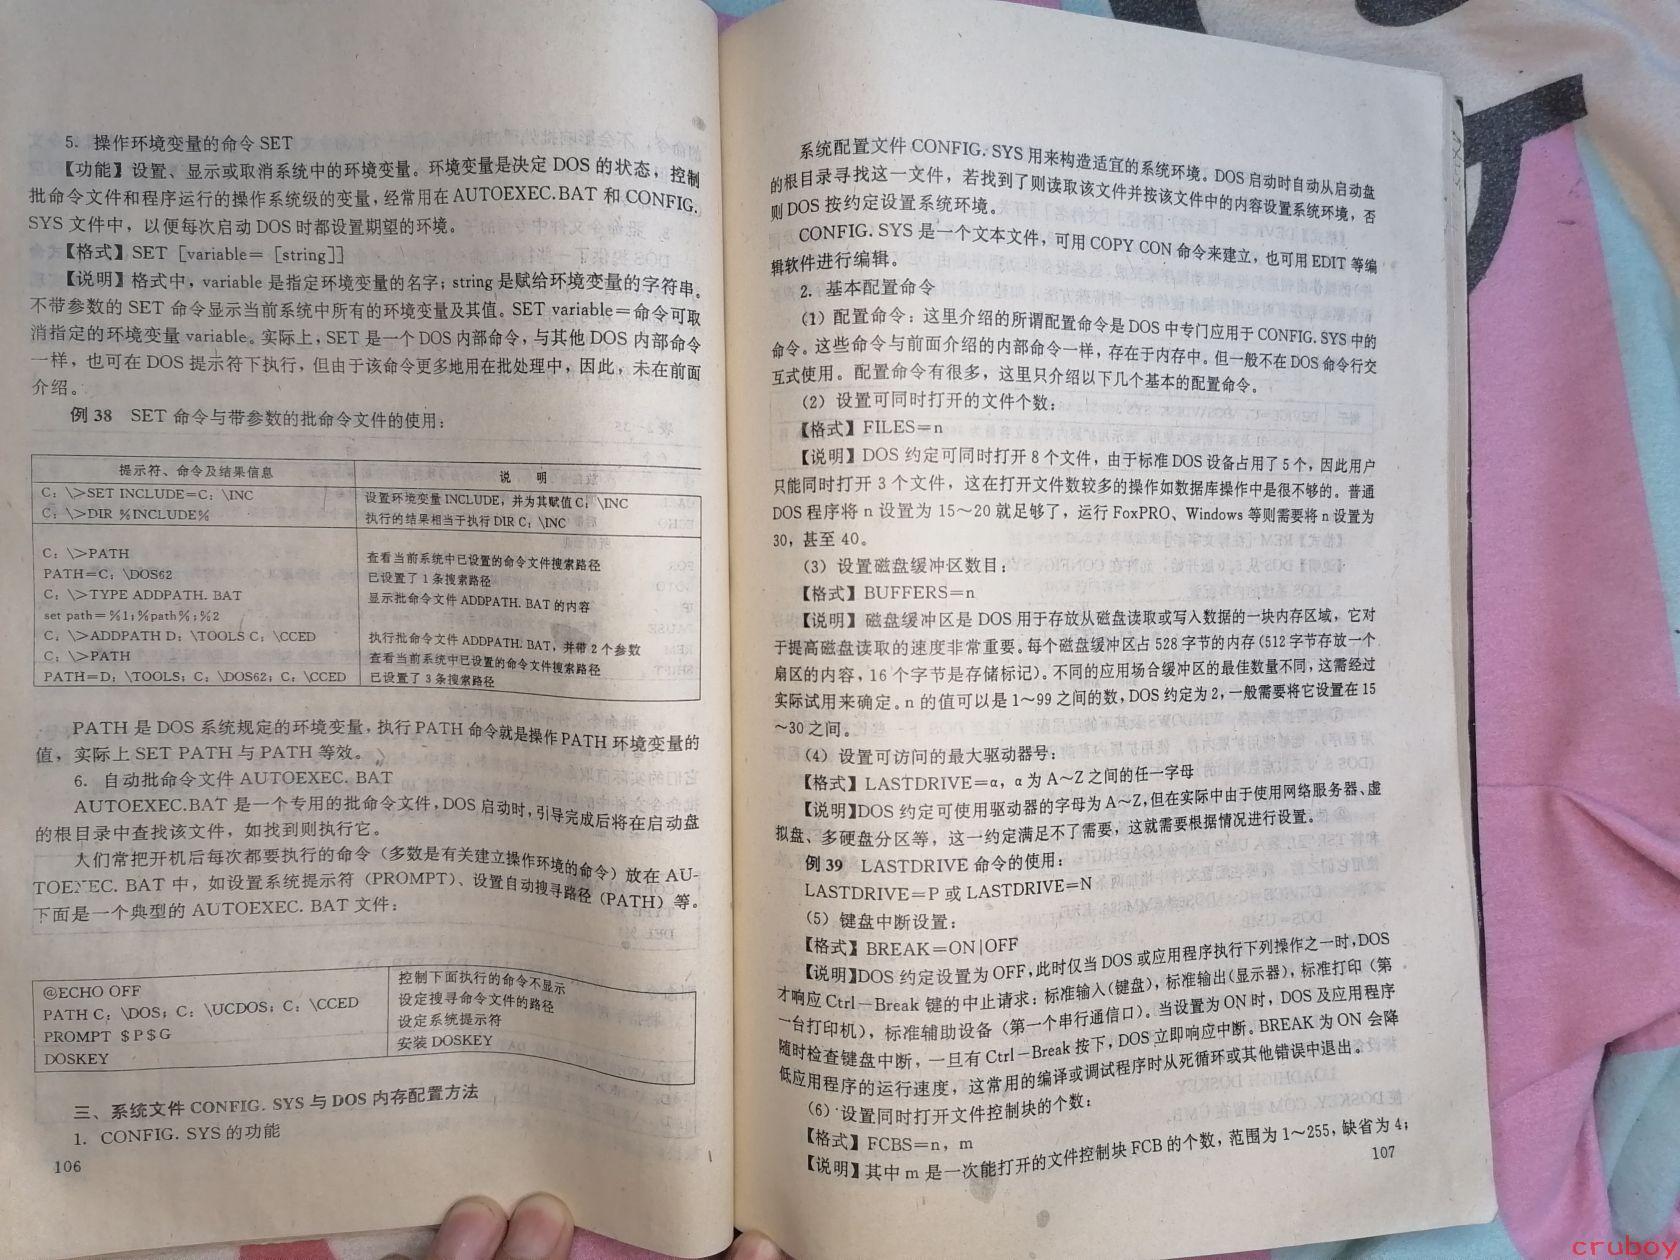 5. 操作环境变量的命令 SET
【功能】设置、显示或取消系统中的环境变量。环境变量是决定 DOS 的状态，控制
批命令文件和程序运行的操作系统级的变量，经常用在 AUTOEXEC.BAT 和 CONFIG.
SYS 文件中，以便每次启动 DOS 时都设置期望的环境。
【格式】SET [variable= [string]]
【说明】格式中，variable 是指定环境变量的名字；string 是赋给环境变量的字符串。
不带参数的 SET 命令显示当前系统中所有的环境变量及其值。SET variable=命令可取
消指定的环境变量 variable。实际上，SET 是一个 DOS 内部命令，与其他 DOS 内部命令
一样，也可在 DOS 提示符下执行，但由于该命令更多地用在批处理中，因此，未在前面
介绍。
例 38 SET 命令与带参数的批命令文件的使用：
提示符、命令及结果信息 说 明
C：\>SET INCLUDE=C：\INC 设置环境变量 INCLUDE，并为其赋值 C：\INC
C：\>DIR %INCLUDE% 执行的结果相当于执行 DIR C：\INC
C：\>PATH 查看当前系统中已设置的命令文件搜索路径
PATH=C：\DOS62 已设置了 1 条搜索路径
C：\>TYPE ADDPATH. BAT 显示批命令文件 ADDPATH. BAT 的内容
set path=%1；%path%；%2
C：\>ADDPATH D：\TOOLS C：\CCED 执行批命令文件 ADDPATH. BAT，并带 2 个参数
C：\>PATH 查看当前系统中已设置的命令文件搜索路径
PATH=D：\TOOLS；C：\DOS62；C：\CCED 已设置了 3 条搜索路径
PATH 是 DOS 系统规定的环境变量，执行 PATH 命令就是操作 PATH 环境变量的
值，实际上 SET PATH 与 PATH 等效。
6. 自动批命令文件 AUTOEXEC. BAT
AUTOEXEC.BAT 是一个专用的批命令文件，DOS 启动时，引导完成后将在启动盘
的根目录中查找该文件，如找到则执行它。
人们常把开机后每次都要执行的命令（多数是有关建立操作环境的命令）放在 AU-
TOEXEC. BAT 中，如设置系统提示符（PROMPT）、设置自动搜寻路径（PATH）等。
下面是一个典型的 AUTOEXEC. BAT 文件：
@ECHO OFF 控制下面执行的命令不显示
PATH C：\DOS；C：\UCDOS；C：\CCED 设定搜寻命令文件的路径
PROMPT $P$G 设定系统提示符
DOSKEY 安装 DOSKEY
三、系统文件 CONFIG. SYS 与 DOS 内存配置方法
1. CONFIG. SYS 的功能
106
系统配置文件 CONFIG. SYS 用来构造适宜的系统环境。DOS 启动时自动从启动盘
的根目录寻找这一文件，若找到了则读取该文件并按该文件中的内容设置系统环境，否
则 DOS 按约定设置系统环境。
CONFIG. SYS 是一个文本文件，可用 COPY CON 命令来建立，也可用 EDIT 等编
辑软件进行编辑。
2. 基本配置命令
（1）配置命令：这里介绍的所谓配置命令是 DOS 中专门应用于 CONFIG. SYS 中的
命令。这些命令与前面介绍的内部命令一样，存在于内存中。但一般不在 DOS 命令行交
互式使用。配置命令有很多，这里只介绍以下几个基本的配置命令。
（2）设置可同时打开的文件个数：
【格式】FILES=n
【说明】DOS 约定可同时打开 8 个文件，由于标准 DOS 设备占用了 5 个，因此用户
只能同时打开 3 个文件，这在打开文件数较多的操作如数据库操作中是很不够的。普通
DOS 程序将 n 设置为 15～20 就足够了，运行 FoxPRO、Windows 等则需要将 n 设置为
30，甚至 40。
（3）设置磁盘缓冲区数目：
【格式】BUFFERS=n
【说明】磁盘缓冲区是 DOS 用于存放从磁盘读取或写入数据的一块内存区域，它对
于提高磁盘读取的速度非常重要。每个磁盘缓冲区占 528 字节的内存（512 字节存放一个
扇区的内容，16 个字节是存储标记）。不同的应用场合缓冲区的最佳数量不同，这需经过
实际试用来确定。n 的值可以是 1～99 之间的数，DOS 约定为 2，一般需要将它设置在 15
～30 之间。
（4）设置可访问的最大驱动器号：
【格式】LASTDRIVE=α，α 为 A～Z 之间的任一字母
【说明】DOS 约定可使用驱动器的字母为 A～Z，但在实际中由于使用网络服务器、虚
拟盘、多硬盘分区等，这一约定满足不了需要，这就需要根据情况进行设置。
例 39 LASTDRIVE 命令的使用：
LASTDRIVE=P 或 LASTDRIVE=N
（5）键盘中断设置：
【格式】BREAK=ON|OFF
【说明】DOS 约定设置为 OFF，此时仅当 DOS 或应用程序执行下列操作之一时，DOS
才响应 Ctrl－Break 键的中止请求：标准输入（键盘），标准输出（显示器），标准打印（第
一台打印机），标准辅助设备（第一个串行通信口）。当设置为 ON 时，DOS 及应用程序
随时检查键盘中断，一旦有 Ctrl－Break 按下，DOS 立即响应中断。BREAK 为 ON 会降
低应用程序的运行速度，这常用的编译或调试程序时从死循环或其他错误中退出。
（6）设置同时打开文件控制块的个数：
【格式】FCBS=n，m
【说明】其中 m 是一次能打开的文件控制块 FCB 的个数，范围为 1～255，缺省为 4；
107
cruboy